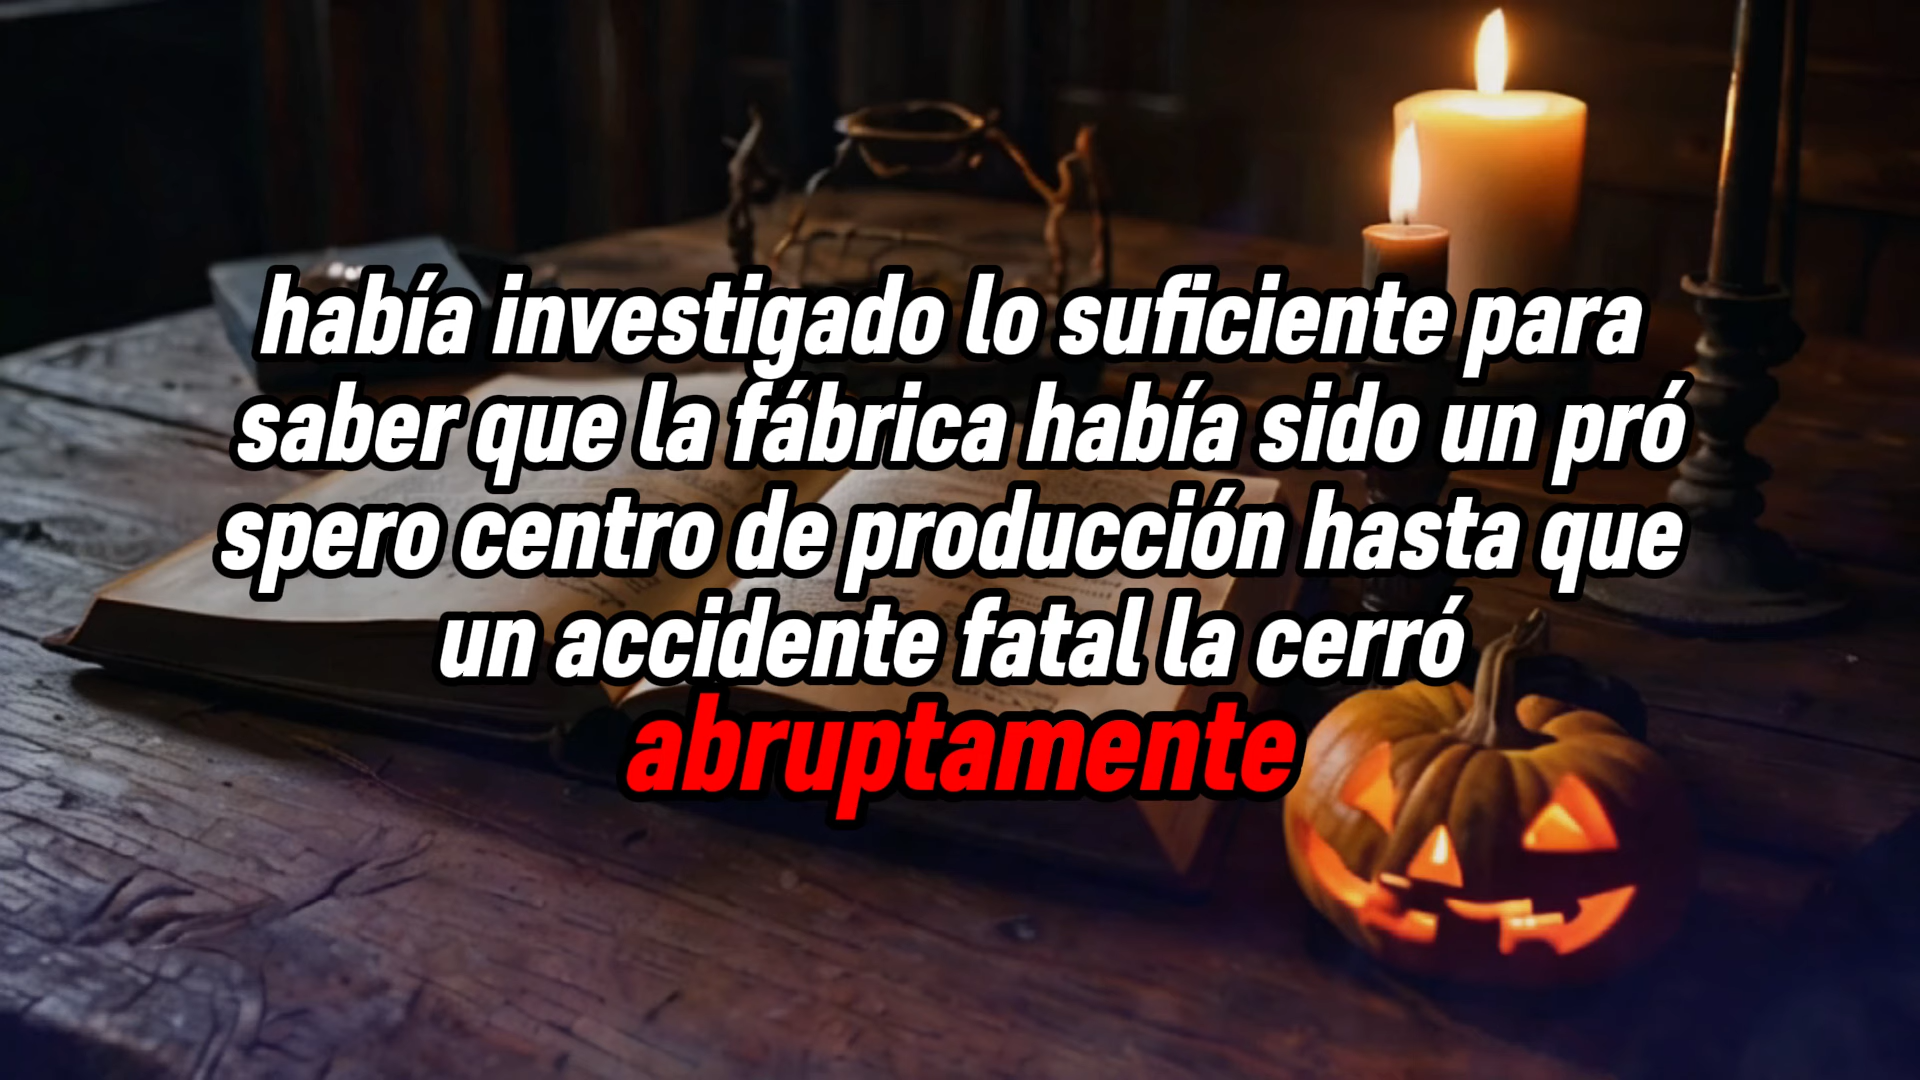 había investigado lo suficiente para
saber que la fábrica había sido un pró
spero centro de producción hasta que
un accidente fatal la cerró
abruptamente